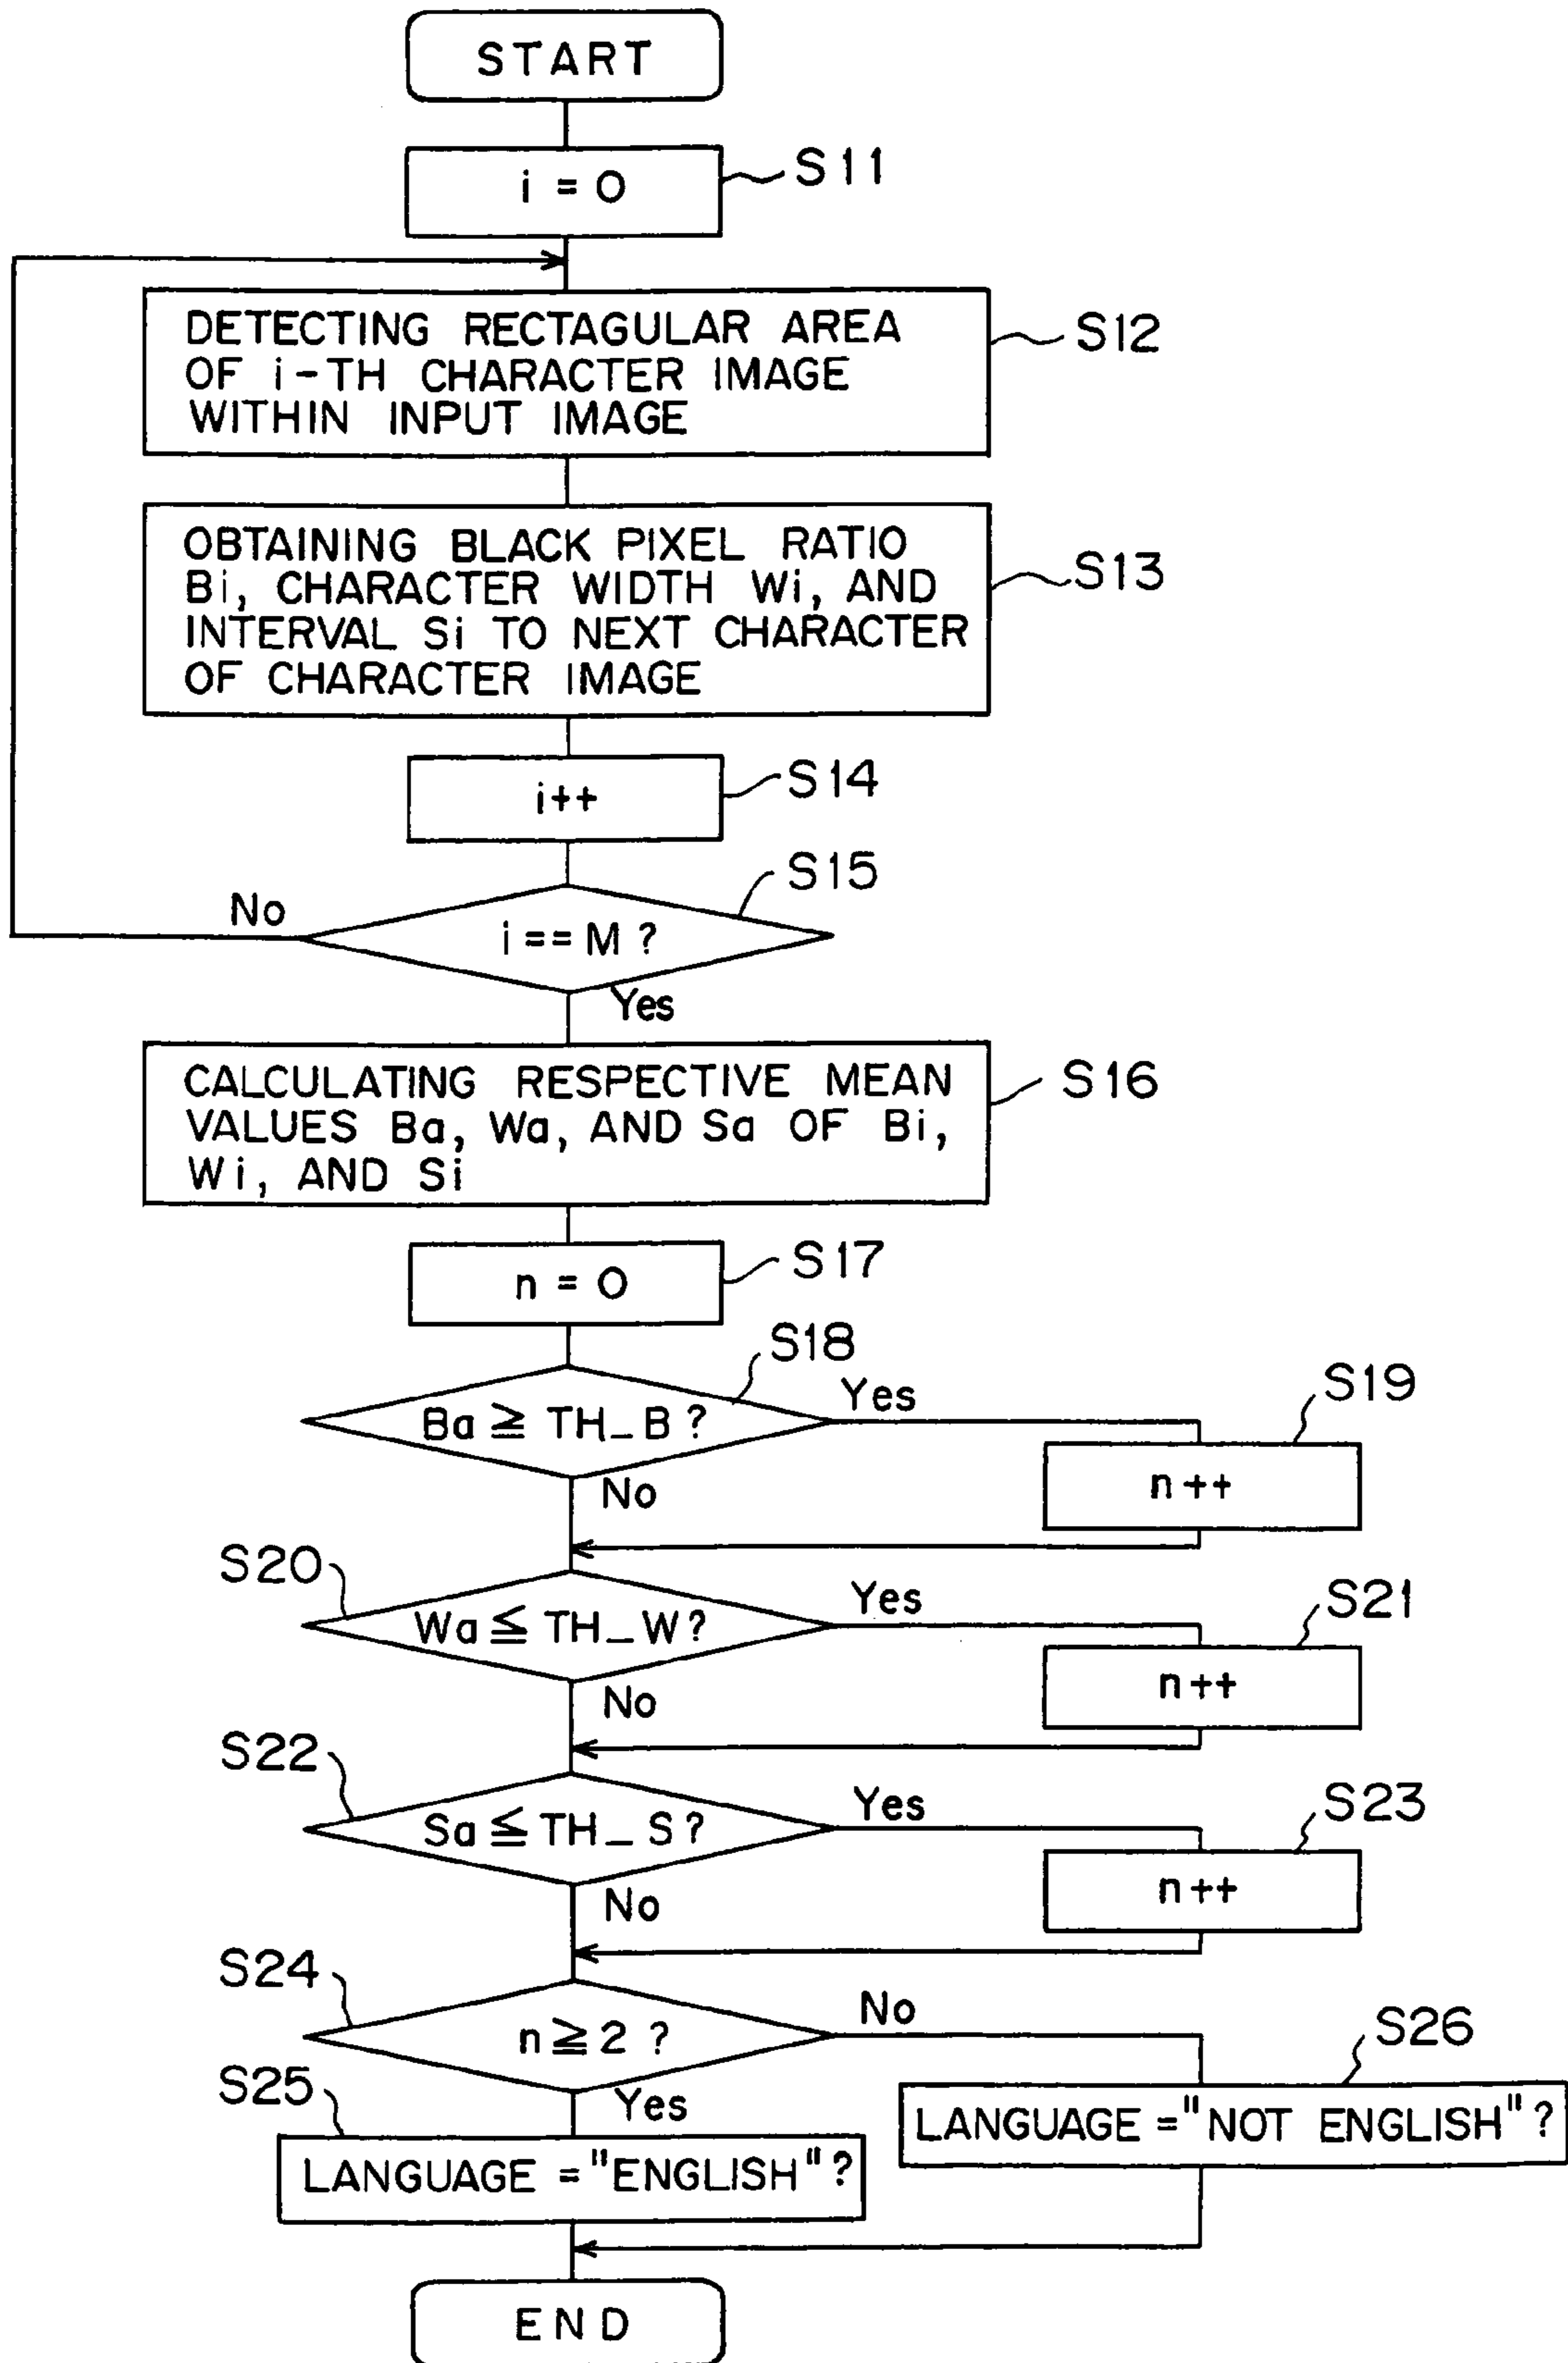 START
i = 0
S11
DETECTING RECTAGULAR AREA
OF i-TH CHARACTER IMAGE
WITHIN INPUT IMAGE
S12
OBTAINING BLACK PIXEL RATIO
Bi, CHARACTER WIDTH Wi, AND
INTERVAL Si TO NEXT CHARACTER
OF CHARACTER IMAGE
S13
i++
S14
S15
No
i == M ?
Yes
CALCULATING RESPECTIVE MEAN
VALUES Ba, Wa, AND Sa OF Bi,
Wi, AND Si
S16
n = 0
S17
S18
Ba ≧ TH_B ?
Yes
S19
n++
No
S20
Wa ≦ TH_W?
Yes
S21
n++
No
S22
Sa ≦ TH_S?
Yes
S23
n++
No
S24
n ≧ 2 ?
No
S26
LANGUAGE = "NOT ENGLISH" ?
Yes
S25
LANGUAGE = "ENGLISH" ?
END